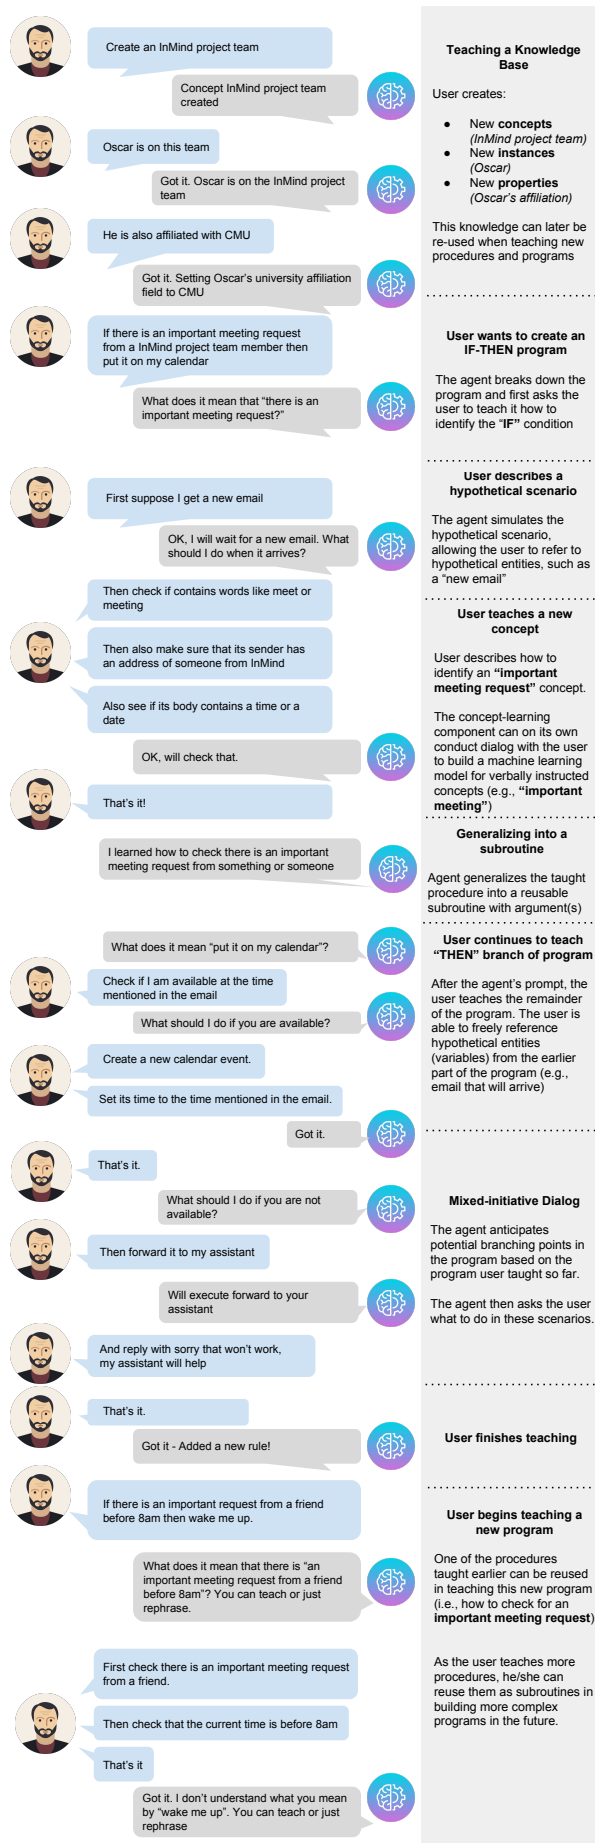 Create an InMind project team
Concept InMind project team
created
Oscar is on this team
Got it. Oscar is on the InMind project
team
He is also affiliated with CMU
Got it. Setting Oscar's university affiliation
field to CMU
Teaching a Knowledge
Base
User creates:
● New concepts
(InMind project team)
● New instances
(Oscar)
● New properties
(Oscar's affiliation)
This knowledge can later be
re-used when teaching new
procedures and programs
If there is an important meeting request
from a InMind project team member then
put it on my calendar
What does it mean that “there is an
important meeting request?”
User wants to create an
IF-THEN program
The agent breaks down the
program and first asks the
user to teach it how to
identify the “IF” condition
First suppose I get a new email
OK, I will wait for a new email. What
should I do when it arrives?
User describes a
hypothetical scenario
The agent simulates the
hypothetical scenario,
allowing the user to refer to
hypothetical entities, such as
a “new email”
Then check if contains words like meet or
meeting
Then also make sure that its sender has
an address of someone from InMind
Also see if its body contains a time or a
date
OK, will check that.
That's it!
User teaches a new
concept
User describes how to
identify an “important
meeting request” concept.
The concept-learning
component can on its own
conduct dialog with the user
to build a machine learning
model for verbally instructed
concepts (e.g., “important
meeting”)
I learned how to check there is an important
meeting request from something or someone
Generalizing into a
subroutine
Agent generalizes the taught
procedure into a reusable
subroutine with argument(s)
What does it mean “put it on my calendar”?
Check if I am available at the time
mentioned in the email
What should I do if you are available?
Create a new calendar event.
Set its time to the time mentioned in the email.
Got it.
User continues to teach
“THEN” branch of program
After the agent's prompt, the
user teaches the remainder
of the program. The user is
able to freely reference
hypothetical entities
(variables) from the earlier
part of the program (e.g.,
email that will arrive)
That's it.
What should I do if you are not
available?
Then forward it to my assistant
Will execute forward to your
assistant
And reply with sorry that won't work,
my assistant will help
Mixed-initiative Dialog
The agent anticipates
potential branching points in
the program based on the
program user taught so far.
The agent then asks the user
what to do in these scenarios.
That's it.
Got it - Added a new rule!
User finishes teaching
If there is an important request from a friend
before 8am then wake me up.
What does it mean that there is “an
important meeting request from a friend
before 8am”? You can teach or just
rephrase.
First check there is an important meeting request
from a friend.
Then check that the current time is before 8am
That's it
Got it. I don't understand what you mean
by “wake me up”. You can teach or just
rephrase
User begins teaching a
new program
One of the procedures
taught earlier can be reused
in teaching this new program
(i.e., how to check for an
important meeting request)
As the user teaches more
procedures, he/she can
reuse them as subroutines in
building more complex
programs in the future.